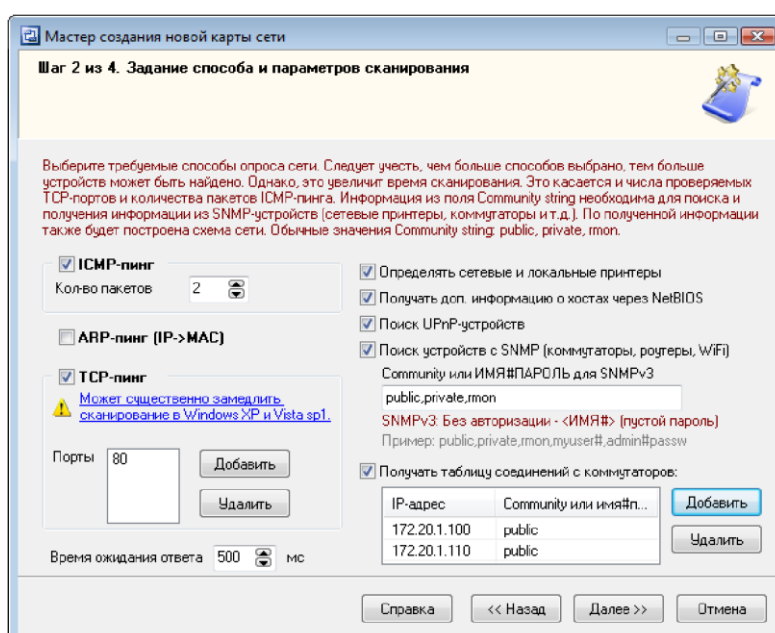 Мастер создания новой карты сети
Шаг 2 из 4. Задание способа и параметров сканирования
Выберите требуемые способы опроса сети. Следует учесть, чем больше способов выбрано, тем больше
устройств может быть найдено. Однако, это увеличит время сканирования. Это касается и числа проверяемых
TCP-портов и количества пакетов ICMP-пинга. Информация из поля Community string необходима для поиска и
получения информации из SNMP-устройств (сетевые принтеры, коммутаторы и т.д.). По полученной информации
также будет построена схема сети. Обычные значения Community string: public, private, rmon.
ICMP-пинг
Кол-во пакетов 2
ARP-пинг (IP->MAC)
TCP-пинг
Может существенно замедлить
сканирование в Windows XP и Vista sp1.
Порты 80
Добавить
Удалить
Время ожидания ответа 500 мс
Определять сетевые и локальные принтеры
Получать доп. информацию о хостах через NetBIOS
Поиск UPnP-устройств
Поиск устройств с SNMP (коммутаторы, роутеры, WiFi)
Community или ИМЯ#ПАРОЛЬ для SNMPv3
public,private,rmon
SNMPv3: Без авторизации - <ИМЯ#> (пустой пароль)
Пример: public,private,rmon,myuser#,admin#passw
Получать таблицу соединений с коммутаторов:
IP-адрес Community или имя#п...
172.20.1.100 public
172.20.1.110 public
Добавить
Удалить
Справка << Назад Далее >> Отмена